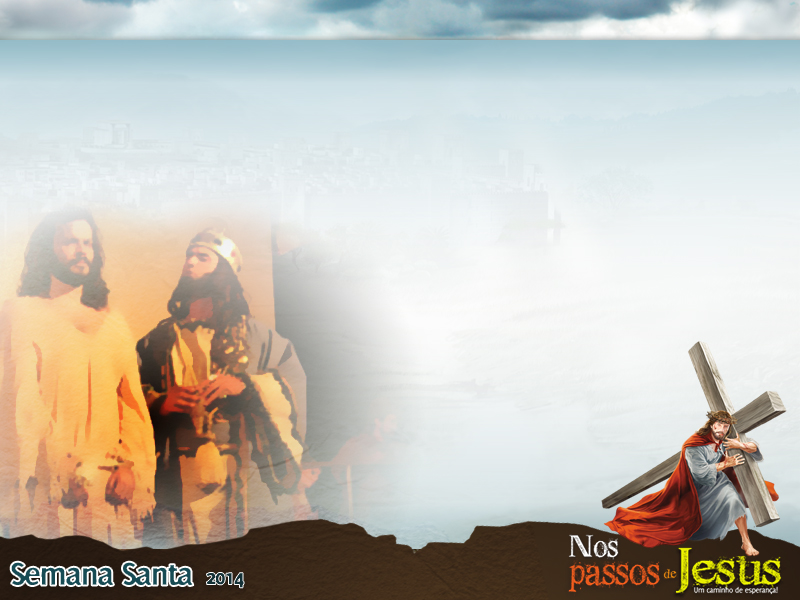 Semana Santa 2014
Nos
passos de Jesus
Um caminho de esperança!